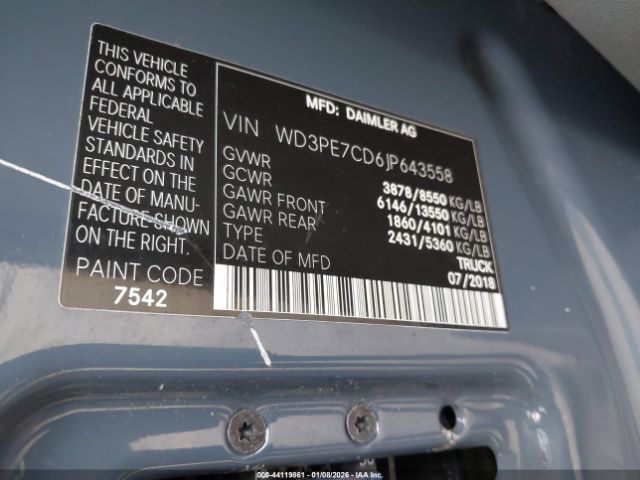 THIS VEHICLE
CONFORMS TO
ALL APPLICABLE
FEDERAL
VEHICLE SAFETY
STANDARDS IN
EFFECT ON THE
DATE OF MANU-
FACTURE SHOWN
ON THE RIGHT.
PAINT CODE
7542
MFD: DAIMLER AG
VIN WD3PE7CD6JP643558
GVWR 3878/8550 KG/LB
GCWR 6146/13550 KG/LB
GAWR FRONT 1860/4101 KG/LB
GAWR REAR 2431/5360 KG/LB
TYPE TRUCK
DATE OF MFD 07/2018
000-44119861 - 01/08/2026 - IAA Inc.